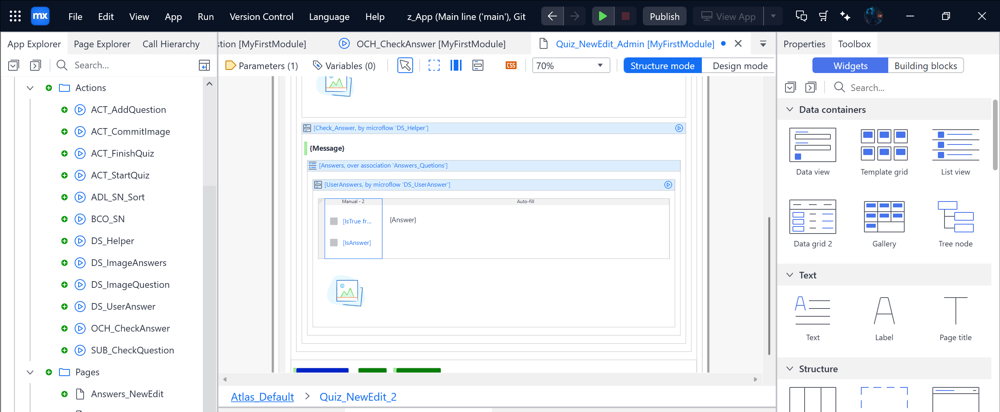 mx File Edit View App Run Version Control Language Help z_App (Main line ('main'), Git Publish View App
App Explorer Page Explorer Call Hierarchy
stion [MyFirstModule] OCH_CheckAnswer [MyFirstModule] Quiz_NewEdit_Admin [MyFirstModule]
Properties Toolbox
Search...
Parameters (1) Variables (0) CSS 70% Structure mode Design mode
Widgets Building blocks
Search...
Actions
ACT_AddQuestion
ACT_CommitImage
ACT_FinishQuiz
ACT_StartQuiz
ADL_SN_Sort
BCO_SN
DS_Helper
DS_ImageAnswers
DS_ImageQuestion
DS_UserAnswer
OCH_CheckAnswer
SUB_CheckQuestion
Pages
Answers_NewEdit
[Check_Answer, by microflow 'DS_Helper']
{Message}
[Answers, over association 'Answers_Quetions']
[UserAnswers, by microflow 'DS_UserAnswer']
Manual - 2 Auto-fill
[IsTrue fr... {Answer}
[IsAnswer]
Atlas_Default > Quiz_NewEdit_2
Data containers
Data view Template grid List view
Data grid 2 Gallery Tree node
Text
Text Label Page title
Structure